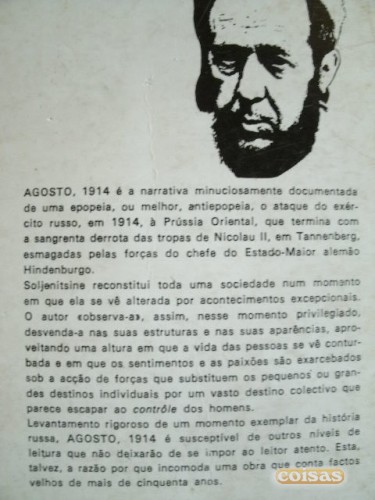 AGOSTO, 1914 é a narrativa minuciosamente documentada
de uma epopeia, ou melhor, antiepopeia, o ataque do exér-
cito russo, em 1914, à Prússia Oriental, que termina com
a sangrenta derrota das tropas de Nicolau II, em Tannenberg,
esmagadas pelas forças do chefe do Estado-Maior alemão
Hindenburgo.
Soljenitsine reconstitui toda uma sociedade num momento
em que ela se vê alterada por acontecimentos excepcionais.
O autor «observa-a», assim, nesse momento privilegiado,
desvenda-a nas suas estruturas e nas suas aparências, apro-
veitando uma altura em que a vida das pessoas se vê contur-
bada e em que os sentimentos e as paixões são exarcebados
sob a acção de forças que substituem os pequenos ou gran-
des destinos individuais por um vasto destino colectivo que
parece escapar ao contrôle dos homens.
Levantamento rigoroso de um momento exemplar da história
russa, AGOSTO, 1914 é susceptível de outros níveis de
leitura que não deixarão de se impor ao leitor atento. Esta,
talvez, a razão por que incomoda uma obra que conta factos
velhos de mais de cinquenta anos.
coisas